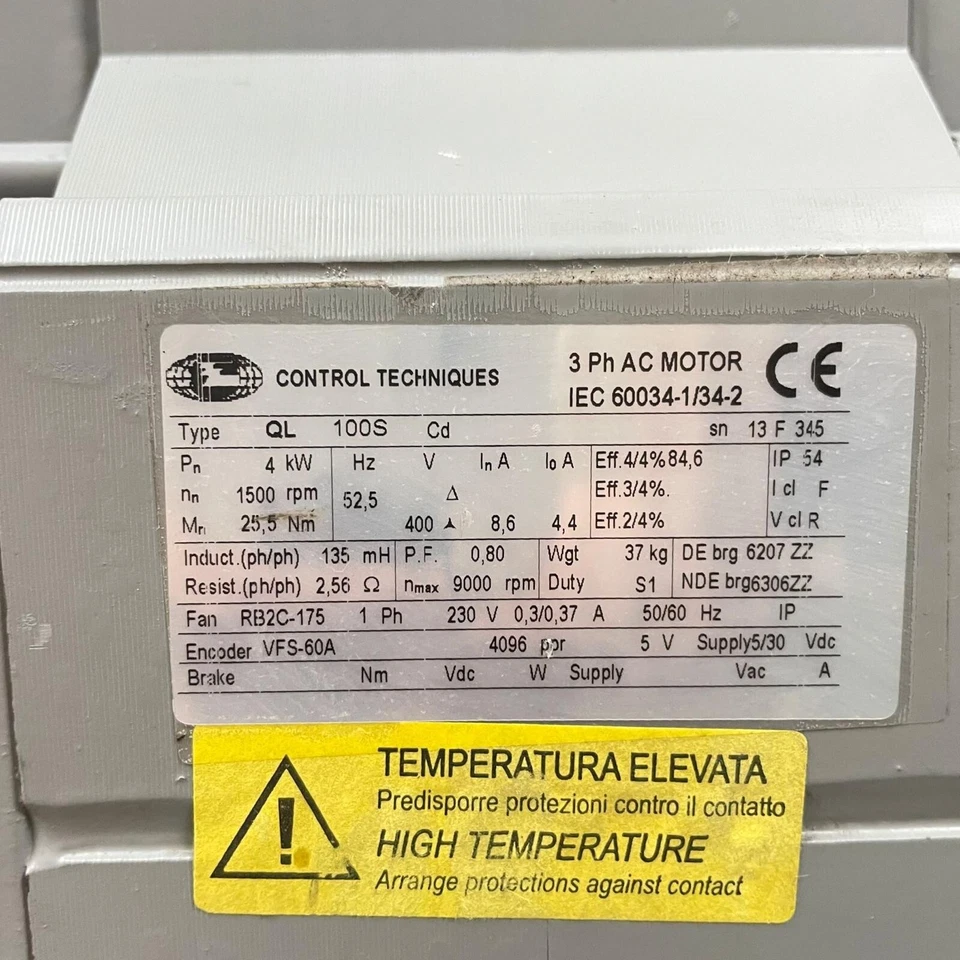 CONTROL TECHNIQUES
3 Ph AC MOTOR
IEC 60034-1/34-2
CE
Type QL 100S Cd sn 13 F 345
Pn 4 kW Hz V In A Io A Eff.4/4%84,6 IP 54
nn 1500 rpm 52,5 Δ Eff.3/4%. I cl F
Mn 25,5 Nm 400 8,6 4,4 Eff.2/4% V cl R
Induct.(ph/ph) 135 mH P.F. 0,80 Wgt 37 kg DE brg 6207 ZZ
Resist.(ph/ph) 2,56 Ω nmax 9000 rpm Duty S1 NDE brg6306ZZ
Fan RB2C-175 1 Ph 230 V 0,3/0,37 A 50/60 Hz IP
Encoder VFS-60A 4096 ppr 5 V Supply5/30 Vdc
Brake Nm Vdc W Supply Vac A
TEMPERATURA ELEVATA
Predisporre protezioni contro il contatto
HIGH TEMPERATURE
Arrange protections against contact